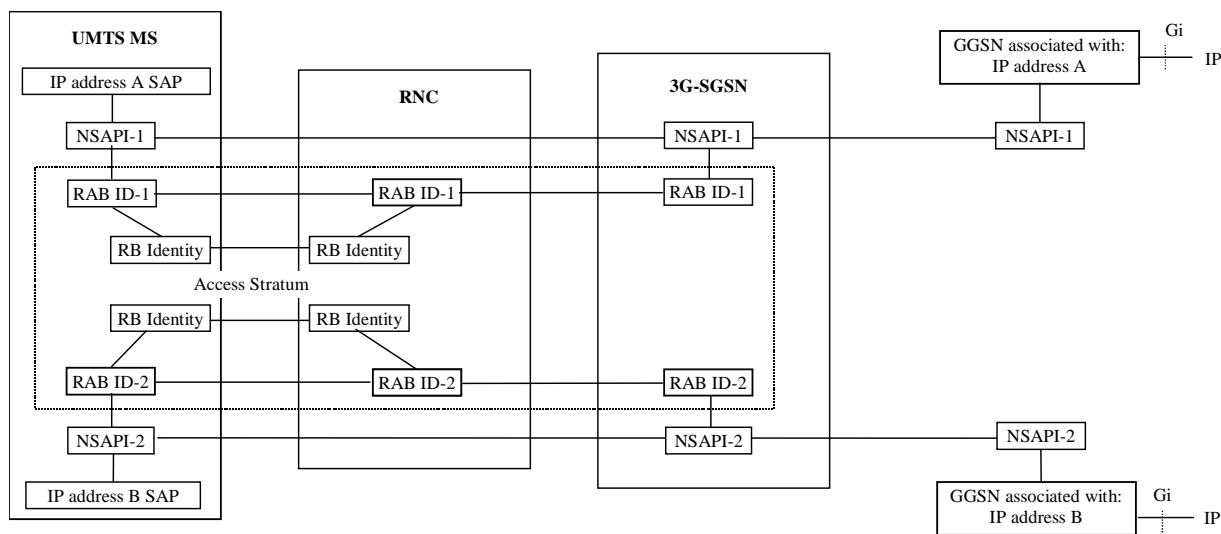 UMTS MS
IP address A SAP
NSAPI-1
RAB ID-1
RB Identity
Access Stratum
RB Identity
RAB ID-2
NSAPI-2
IP address B SAP
RNC
RAB ID-1
RB Identity
RB Identity
RAB ID-2
3G-SGSN
NSAPI-1
RAB ID-1
RAB ID-2
NSAPI-2
GGSN associated with:
IP address A
Gi
IP
NSAPI-1
NSAPI-2
GGSN associated with:
IP address B
Gi
IP